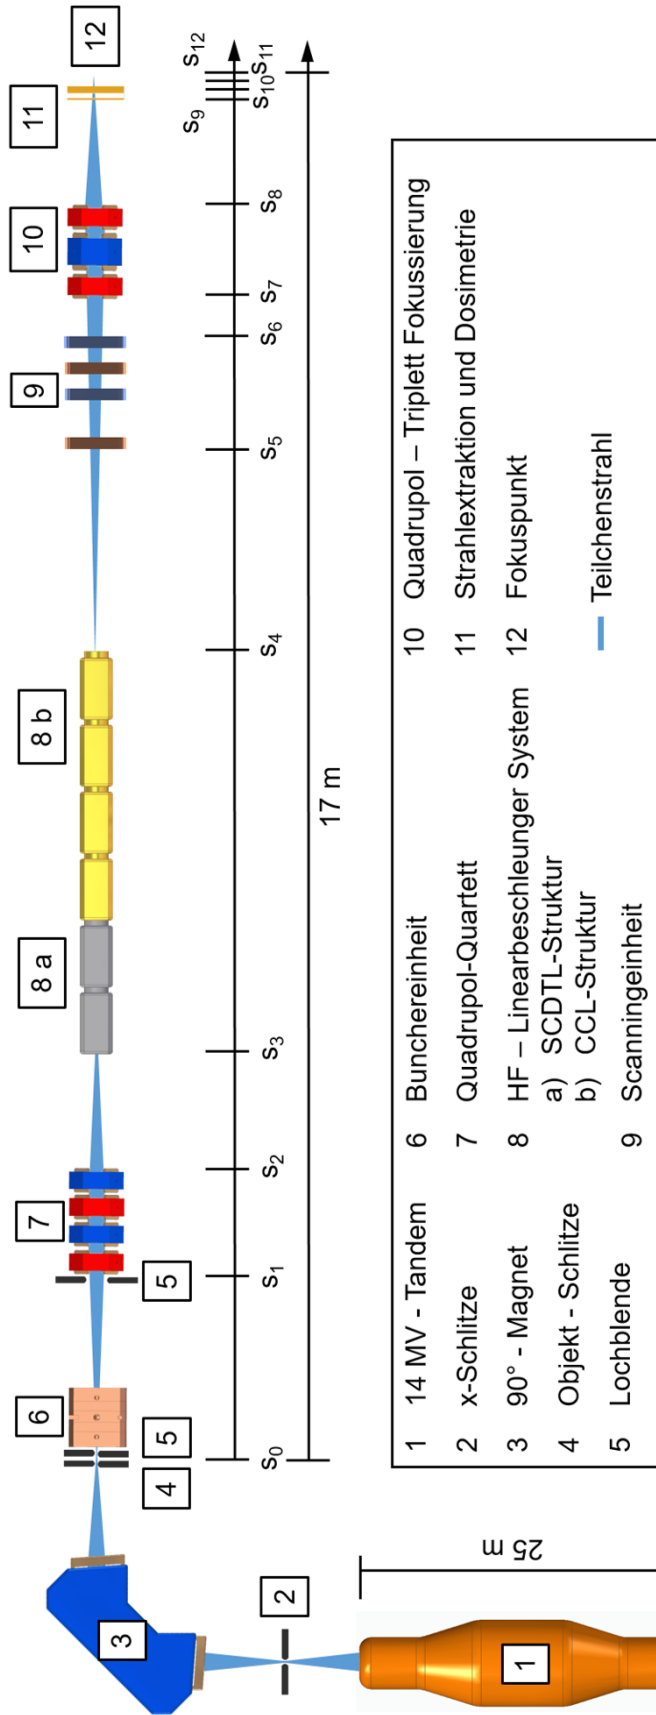 6
7
8 a
8 b
9
10
11
12
3
4
5
5
s₀
s₁
s₂
s₃
s₄
s₅
s₆
s₇
s₈
s₉
s₁₀
s₁₁
s₁₂
17 m
2
1
25 m
1 14 MV - Tandem
2 x-Schlitze
3 90° - Magnet
4 Objekt - Schlitze
5 Lochblende
6 Bunchereinheit
7 Quadrupol-Quartett
8 HF – Linearbeschleunger System
a) SCDTL-Struktur
b) CCL-Struktur
9 Scanningeinheit
10 Quadrupol – Triplett Fokussierung
11 Strahlextraktion und Dosimetrie
12 Fokuspunkt
Teilchenstrahl